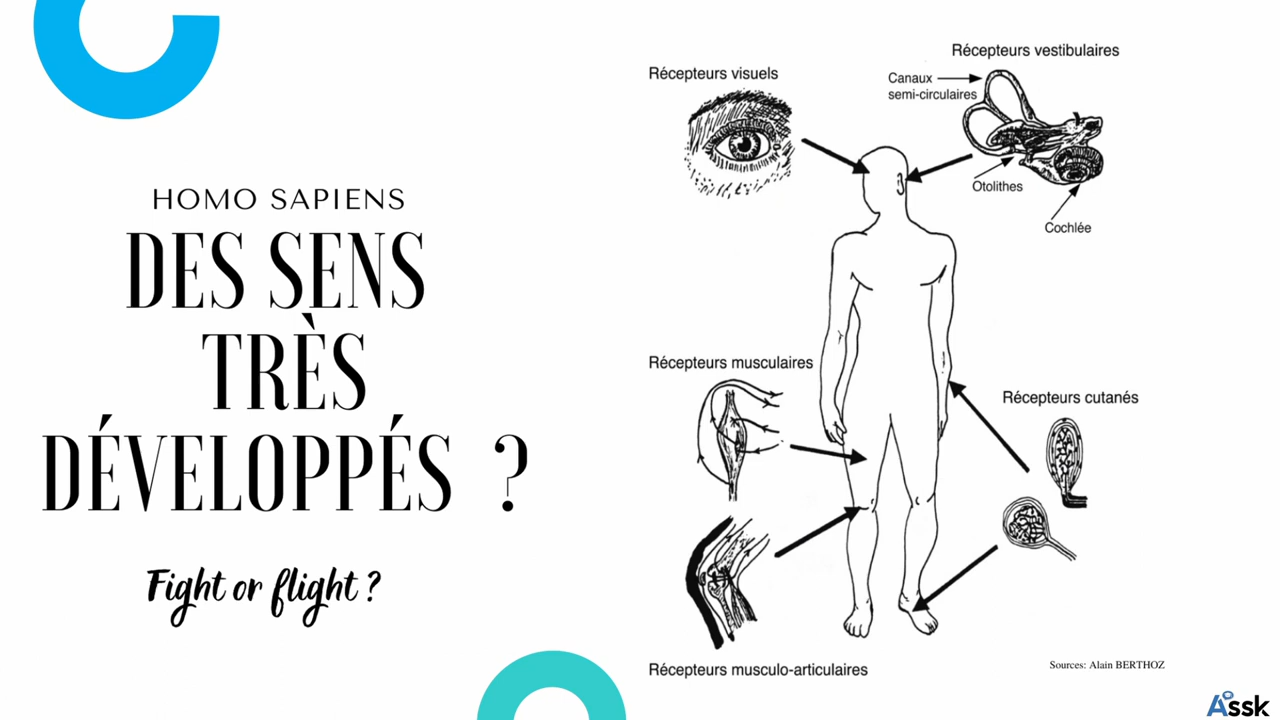 HOMO SAPIENS
DES SENS
TRÈS
DÉVELOPPÉS ?
Fight or flight ?
Récepteurs visuels
Récepteurs vestibulaires
Canaux
semi-circulaires
Otolithes
Cochlée
Récepteurs musculaires
Récepteurs cutanés
Récepteurs musculo-articulaires
Sources: Alain BERTHOZ
Assk